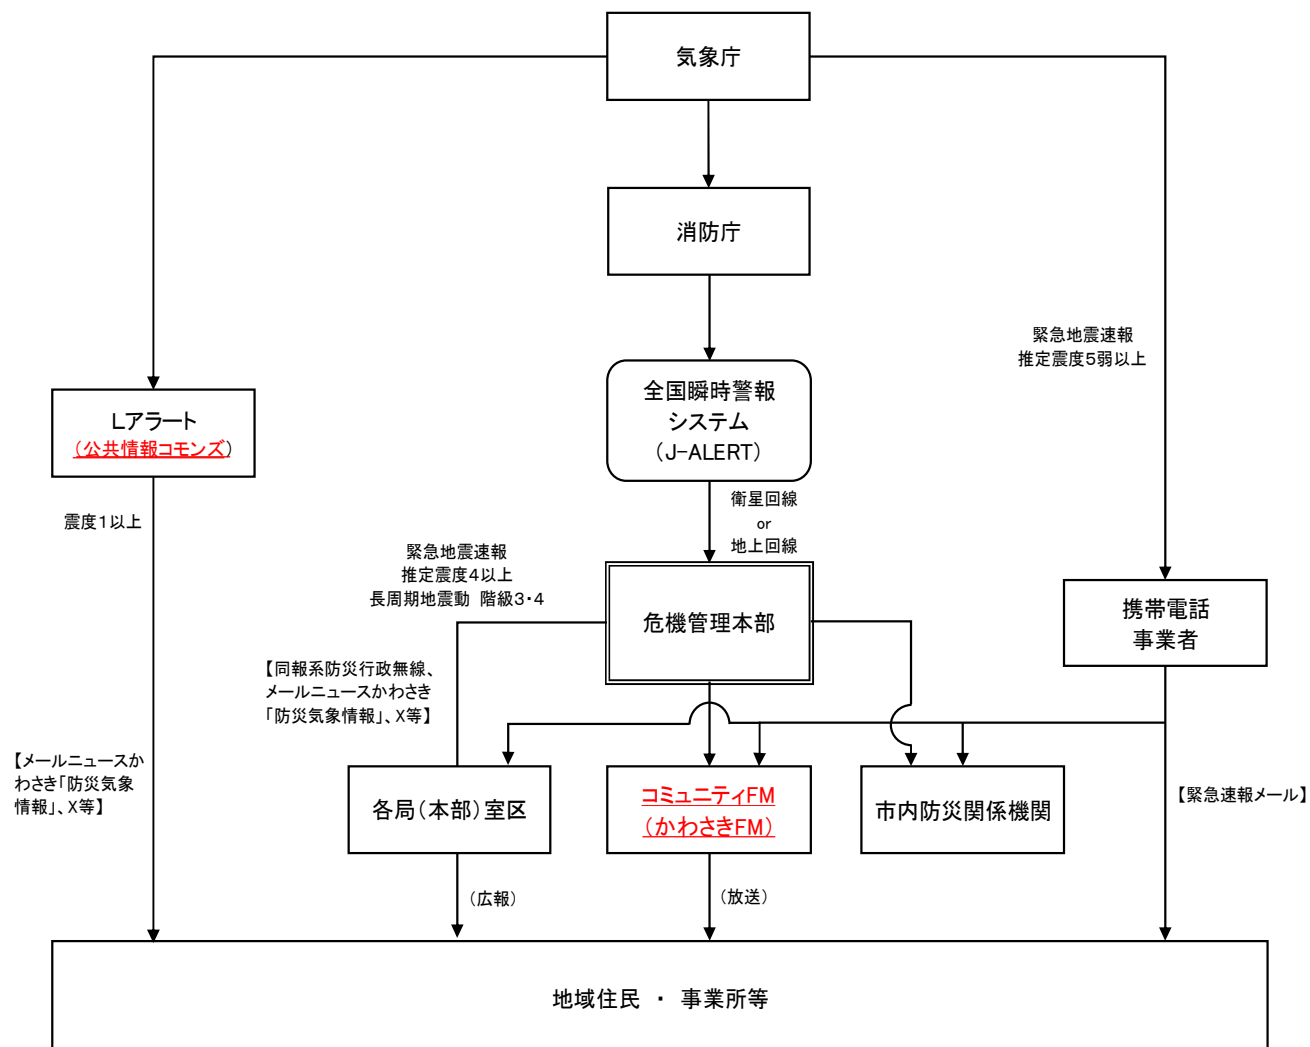 気象庁
消防庁
緊急地震速報
推定震度5弱以上
全国瞬時警報
システム
(J-ALERT)
Lアラート
(公共情報コモンズ)
震度1以上
衛星回線
or
地上回線
緊急地震速報
推定震度4以上
長周期地震動 階級3・4
危機管理本部
携帯電話
事業者
【同報系防災行政無線、
メールニュースかわさき
「防災気象情報」、X等】
【メールニュースか
わさき「防災気象
情報」、X等】
各局(本部)室区
コミュニティFM
(かわさきFM)
市内防災関係機関
【緊急速報メール】
(広報)
(放送)
地域住民 ・ 事業所等